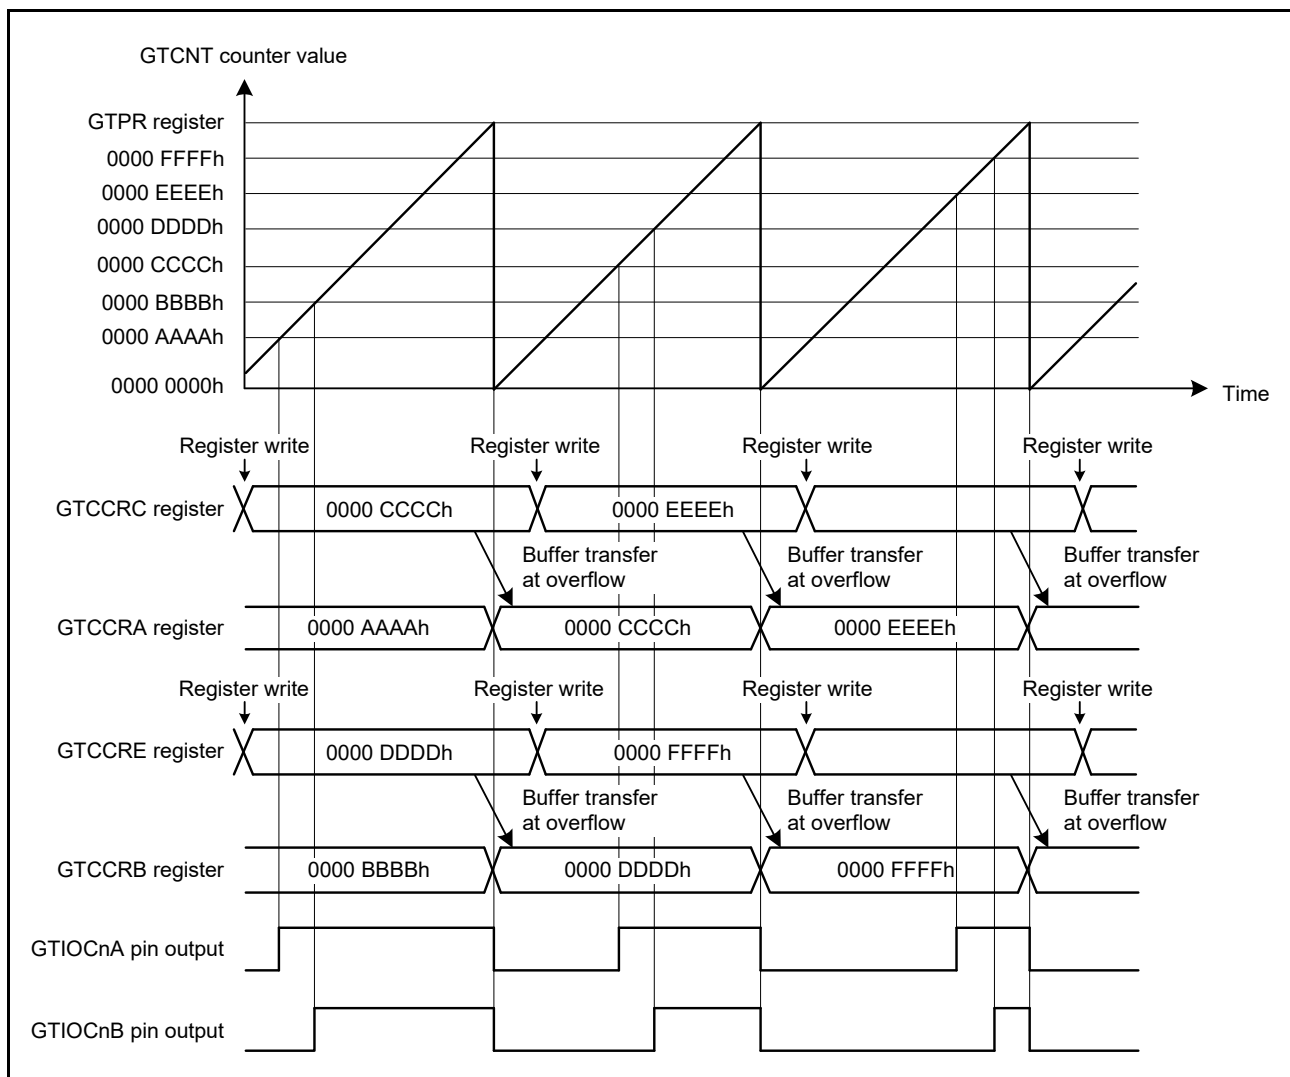 GTCNT counter value
GTPR register
0000 FFFFh
0000 EEEEh
0000 DDDDh
0000 CCCCh
0000 BBBBh
0000 AAAAh
0000 0000h
Time
Register write
Register write
Register write
Register write
GTCCRC register
0000 CCCCh
0000 EEEEh
Buffer transfer
at overflow
Buffer transfer
at overflow
Buffer transfer
at overflow
GTCCRA register
0000 AAAAh
0000 CCCCh
0000 EEEEh
Register write
Register write
Register write
Register write
GTCCRE register
0000 DDDDh
0000 FFFFh
Buffer transfer
at overflow
Buffer transfer
at overflow
Buffer transfer
at overflow
GTCCRB register
0000 BBBBh
0000 DDDDh
0000 FFFFh
GTIOCnA pin output
GTIOCnB pin output